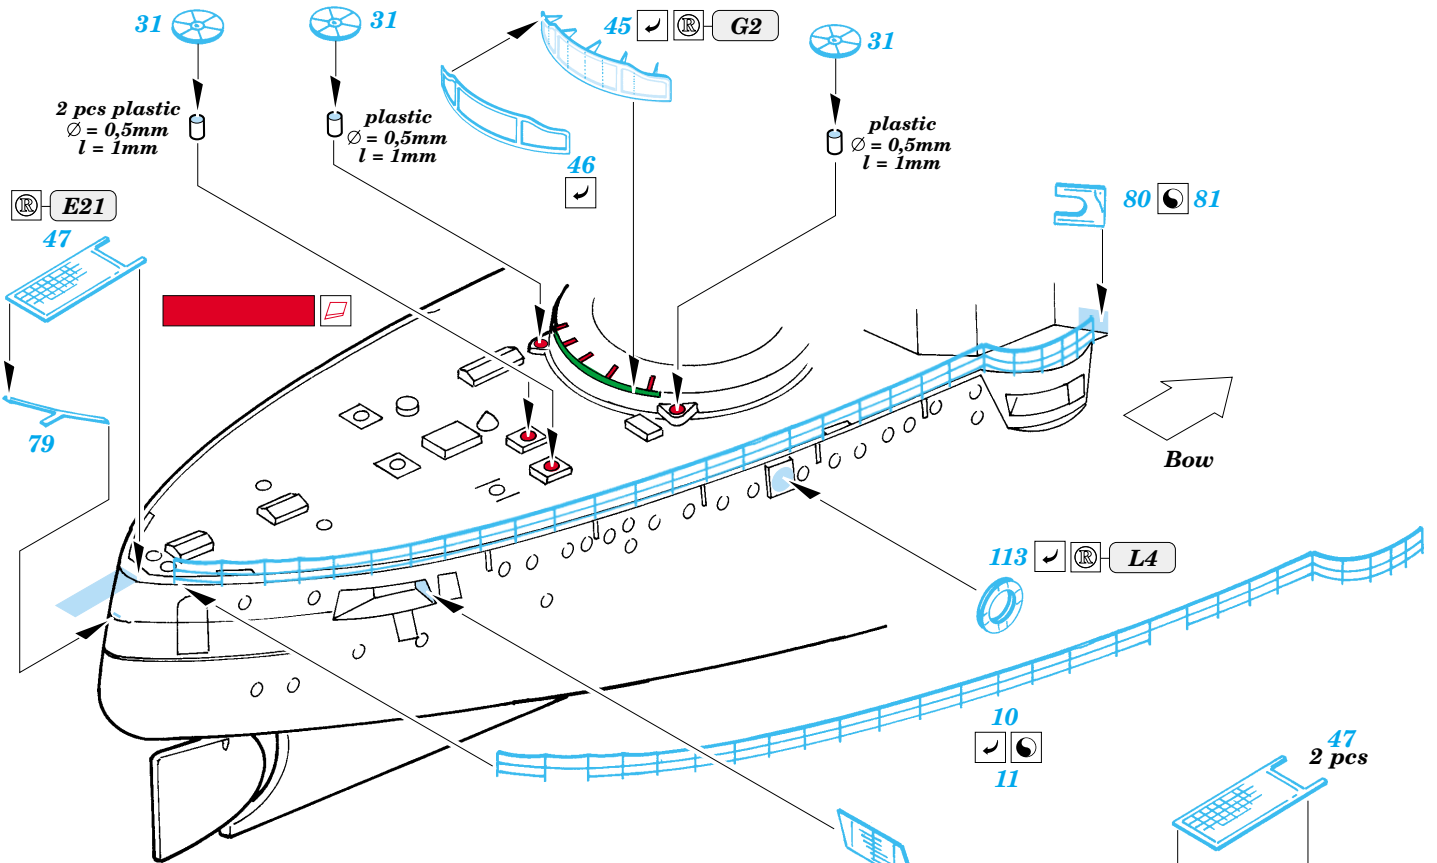 31
31
45 ® G2
31
2 pcs plastic
Ø = 0,5mm
l = 1mm
plastic
Ø = 0,5mm
l = 1mm
plastic
Ø = 0,5mm
l = 1mm
46
80 81
® E21
47
79
Bow
113 ® L4
10
11
47
2 pcs